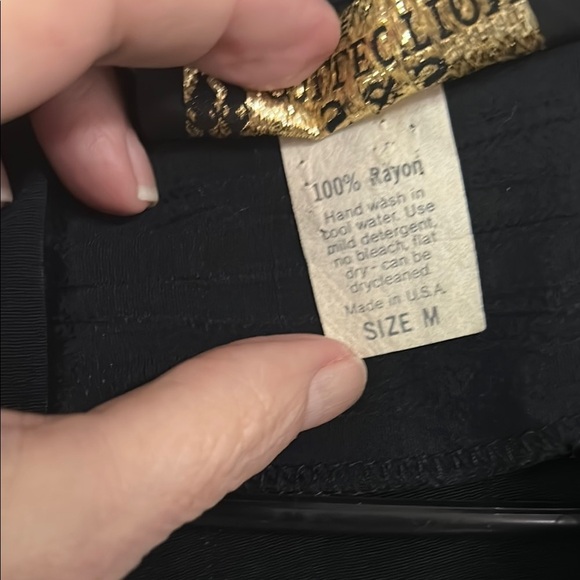 100% Rayon
Hand wash in
cool water. Use
mild detergent,
no bleach, flat
dry - can be
drycleaned.
Made in U.S.A.
SIZE M